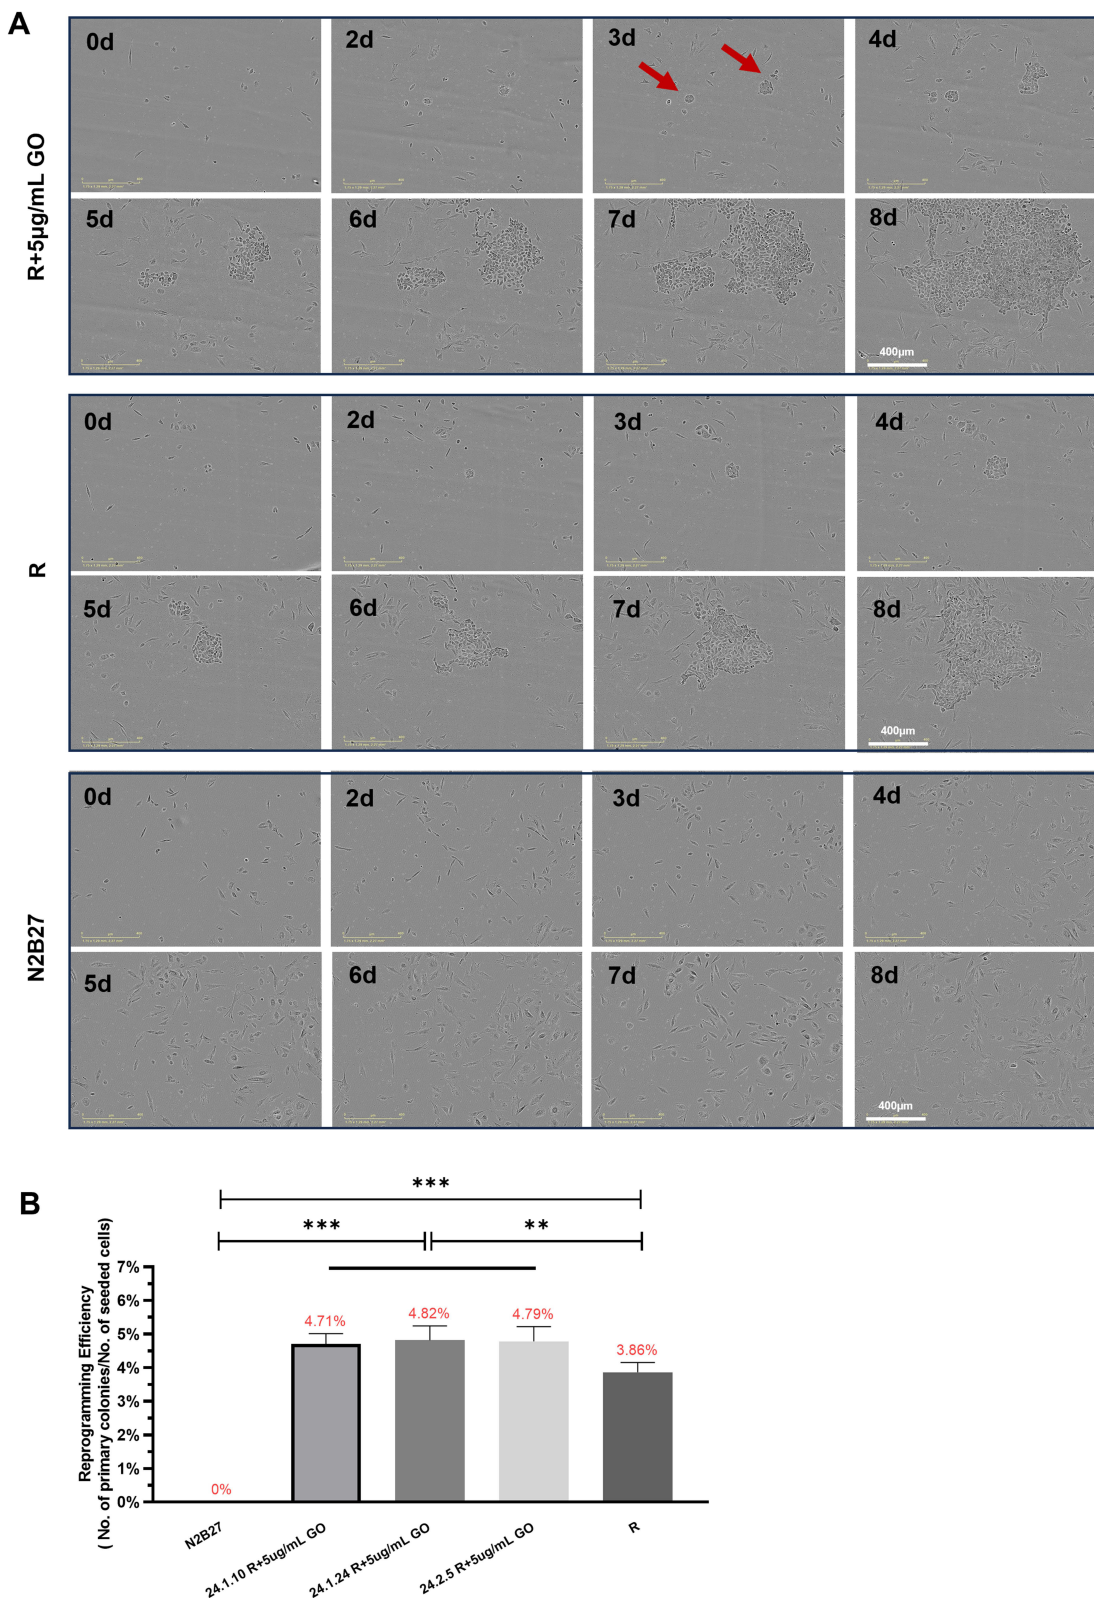 A
R+5μg/mL GO
0d
2d
3d
4d
5d
6d
7d
8d
400μm
R
0d
2d
3d
4d
5d
6d
7d
8d
400μm
N2B27
0d
2d
3d
4d
5d
6d
7d
8d
400μm
B
***
***
**
Reprogramming Efficiency
( No. of primary colonies/No. of seeded cells)
7%
6%
5%
4%
3%
2%
1%
0%
0%
4.71%
4.82%
4.79%
3.86%
N2B27
24.1.10 R+5ug/mL GO
24.1.24 R+5ug/mL GO
24.2.5 R+5ug/mL GO
R